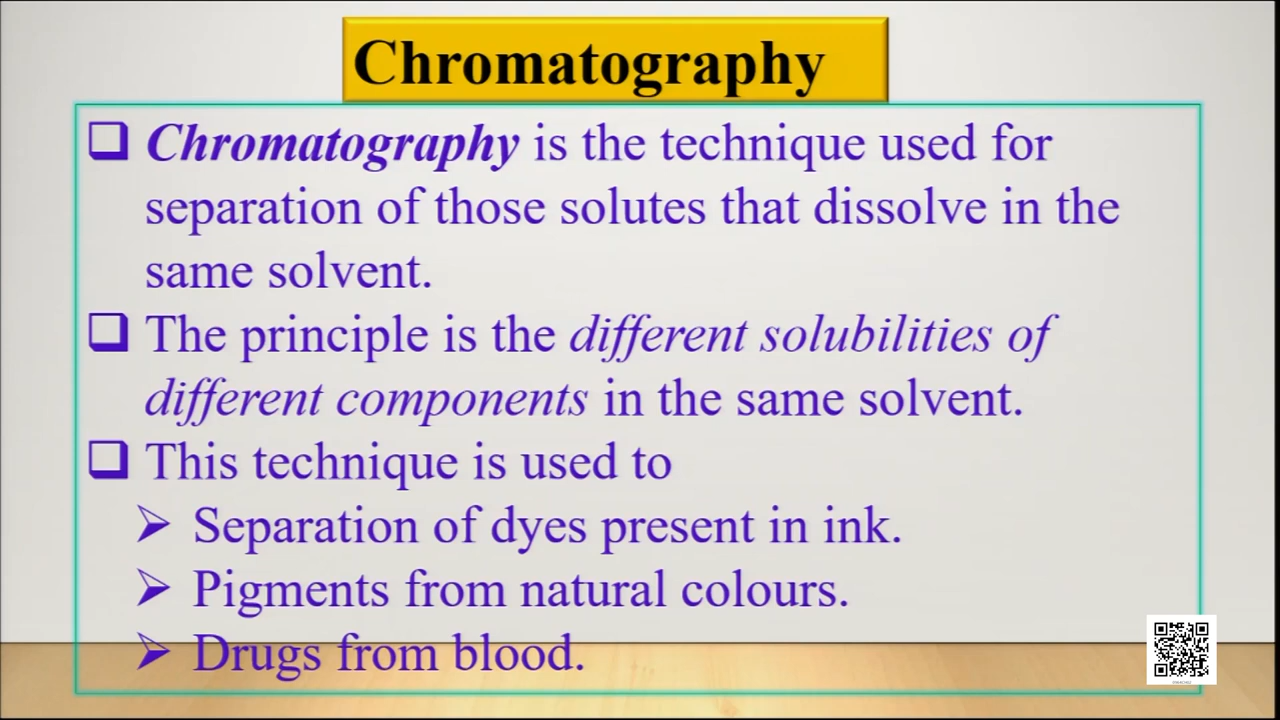 Chromatography
❑ Chromatography is the technique used for
separation of those solutes that dissolve in the
same solvent.
❑ The principle is the different solubilities of
different components in the same solvent.
❑ This technique is used to
➢ Separation of dyes present in ink.
➢ Pigments from natural colours.
➢ Drugs from blood.